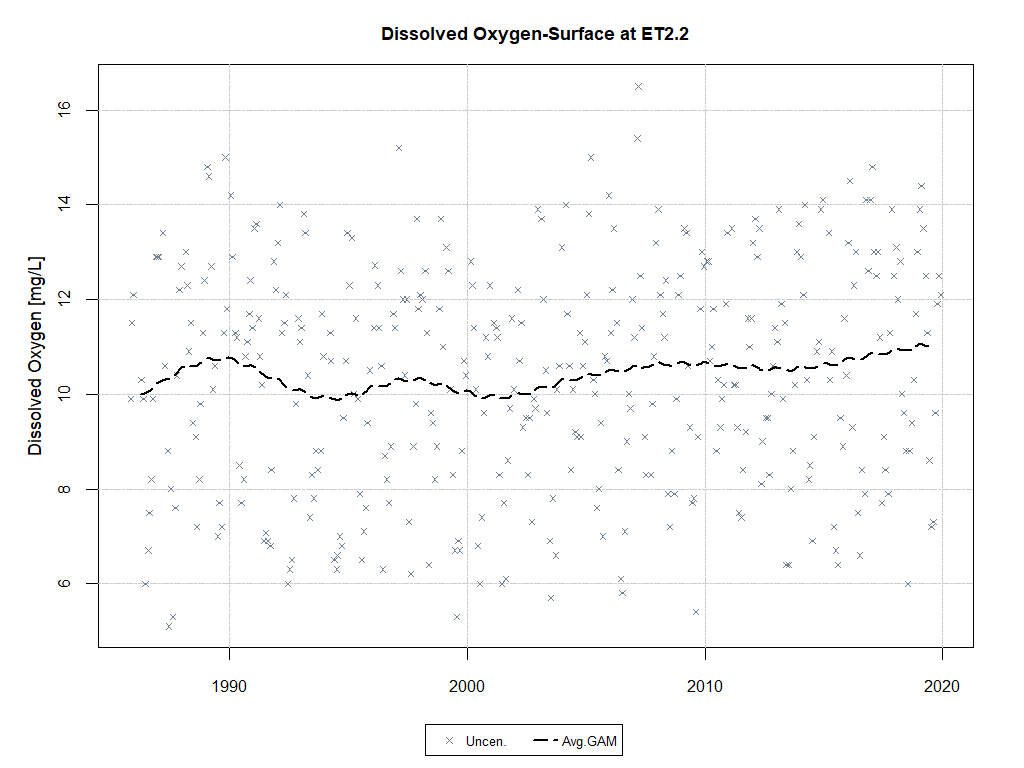 Dissolved Oxygen-Surface at ET2.2
Dissolved Oxygen [mg/L]
16
14
12
10
8
6
1990
2000
2010
2020
Uncen.
Avg.GAM